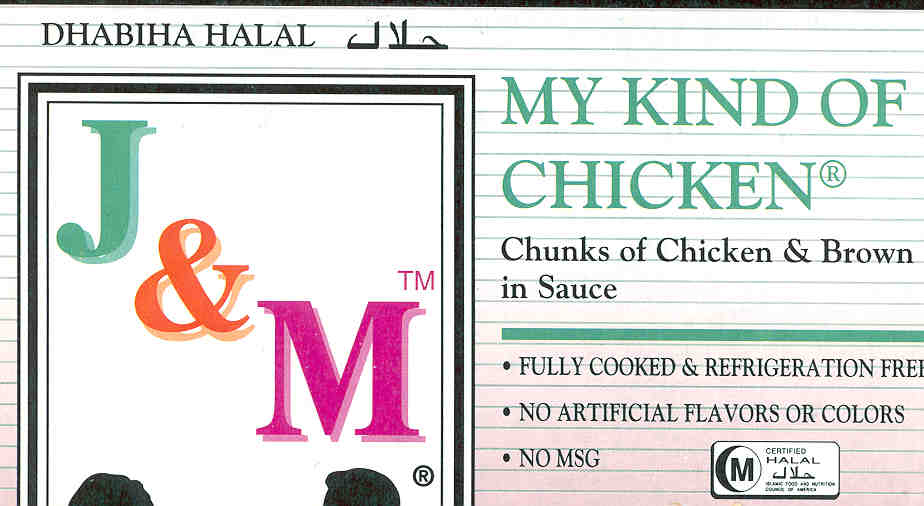 DHABIHA HALAL حلال
J
&
M™
®
MY KIND OF
CHICKEN®
Chunks of Chicken & Brown
in Sauce
• FULLY COOKED & REFRIGERATION FREE
• NO ARTIFICIAL FLAVORS OR COLORS
• NO MSG
M
CERTIFIED
HALAL
حلال
ISLAMIC FOOD AND NUTRITION
COUNCIL OF AMERICA